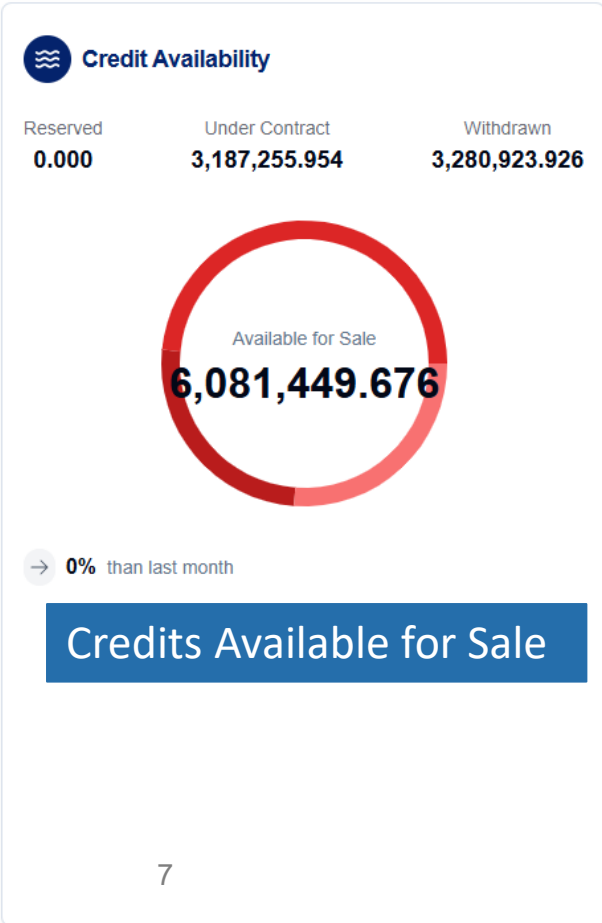 Credit Availability
Reserved Under Contract Withdrawn
0.000 3,187,255.954 3,280,923.926
Available for Sale
6,081,449.676
0% than last month
Credits Available for Sale
7